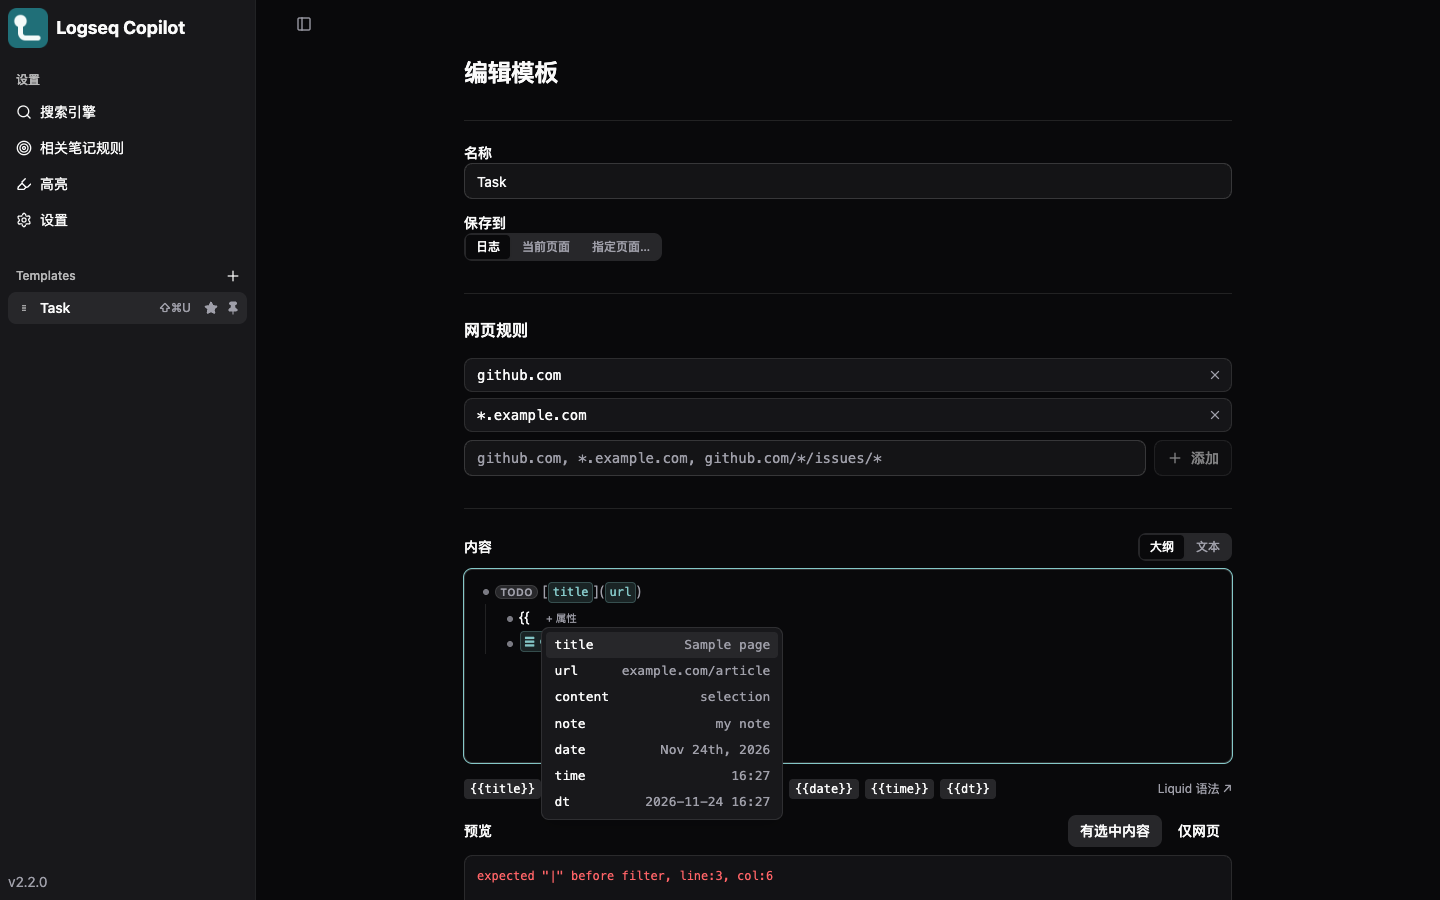 Logseq Copilot
设置
搜索引擎
相关笔记规则
高亮
设置
Templates
Task ⇧⌘U
v2.2.0
编辑模板
名称
Task
保存到
日志 当前页面 指定页面...
网页规则
github.com
*.example.com
github.com, *.example.com, github.com/*/issues/*
+ 添加
内容
大纲 文本
TODO [title](url)
{{ + 属性
title Sample page
url example.com/article
content selection
note my note
date Nov 24th, 2026
time 16:27
dt 2026-11-24 16:27
{{title}} {{date}} {{time}} {{dt}}
Liquid 语法 ↗
预览
有选中内容 仅网页
expected "|" before filter, line:3, col:6